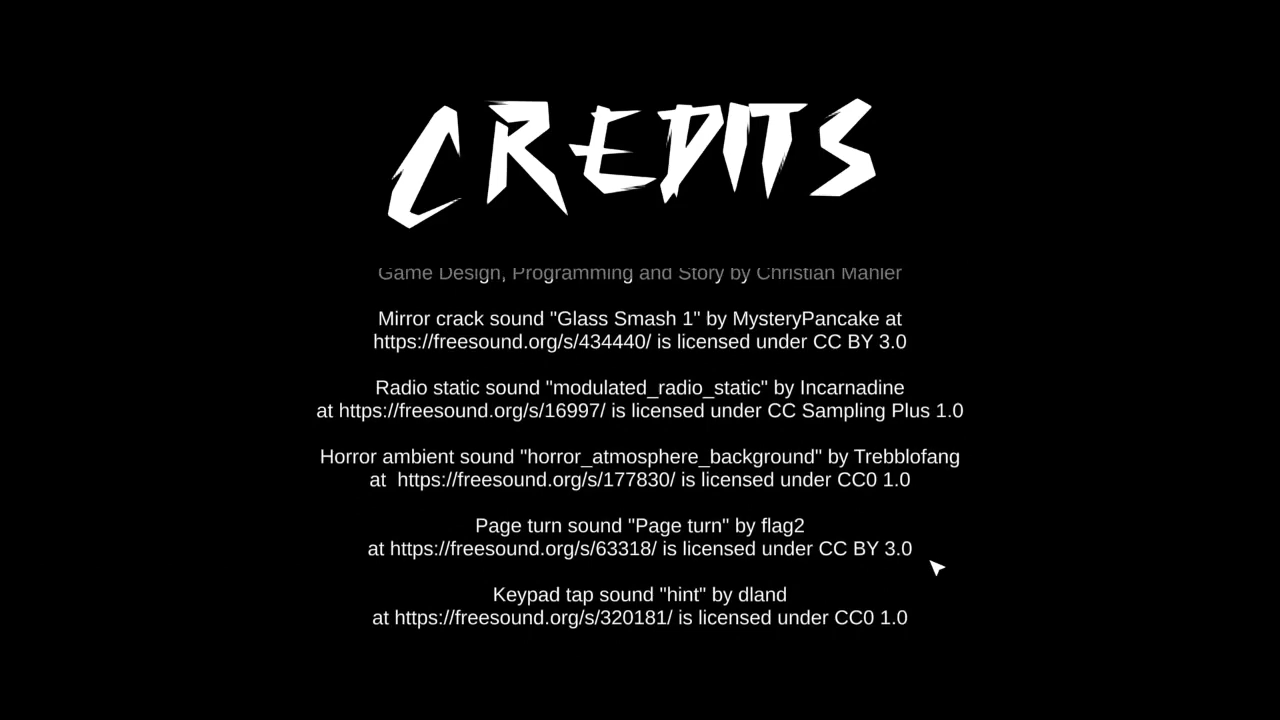 CREDITS
Game Design, Programming and Story by Christian Mahler
Mirror crack sound "Glass Smash 1" by MysteryPancake at
https://freesound.org/s/434440/ is licensed under CC BY 3.0
Radio static sound "modulated_radio_static" by Incarnadine
at https://freesound.org/s/16997/ is licensed under CC Sampling Plus 1.0
Horror ambient sound "horror_atmosphere_background" by Trebblofang
at  https://freesound.org/s/177830/ is licensed under CC0 1.0
Page turn sound "Page turn" by flag2
at https://freesound.org/s/63318/ is licensed under CC BY 3.0
Keypad tap sound "hint" by dland
at https://freesound.org/s/320181/ is licensed under CC0 1.0